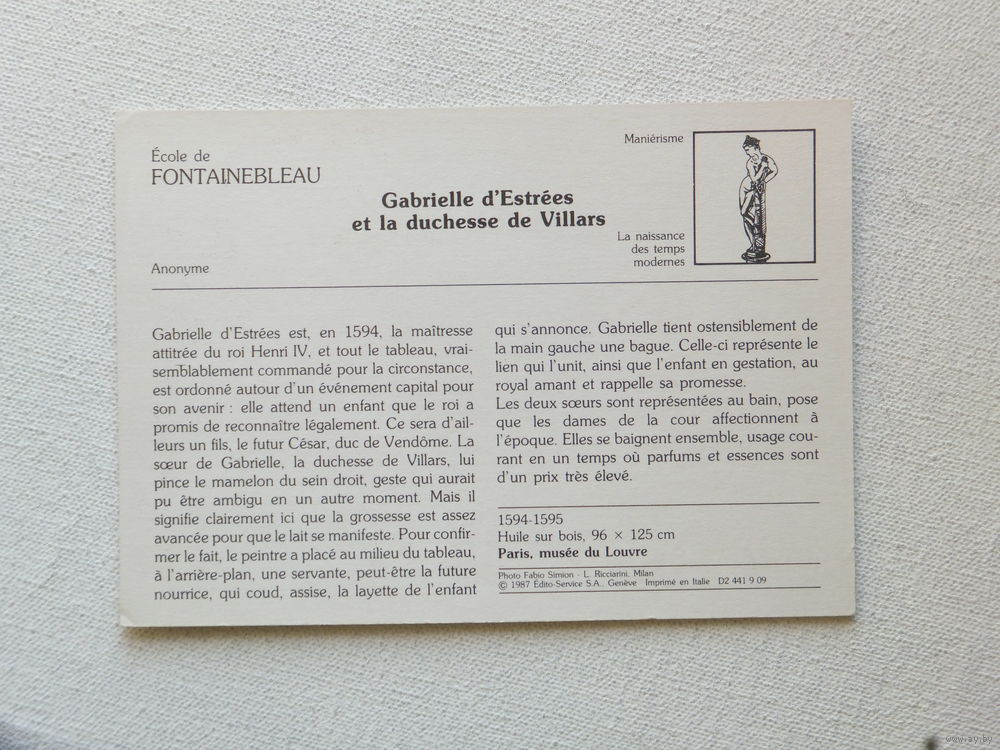 École de
FONTAINEBLEAU
Maniérisme
Gabrielle d'Estrées
et la duchesse de Villars
La naissance
des temps
modernes
Anonyme
Gabrielle d'Estrées est, en 1594, la maîtresse
attitrée du roi Henri IV, et tout le tableau, vrai-
semblablement commandé pour la circonstance,
est ordonné autour d'un événement capital pour
son avenir : elle attend un enfant que le roi a
promis de reconnaître légalement. Ce sera d'ail-
leurs un fils, le futur César, duc de Vendôme. La
sœur de Gabrielle, la duchesse de Villars, lui
pince le mamelon du sein droit, geste qui aurait
pu être ambigu en un autre moment. Mais il
signifie clairement ici que la grossesse est assez
avancée pour que le lait se manifeste. Pour confir-
mer le fait, le peintre a placé au milieu du tableau,
à l'arrière-plan, une servante, peut-être la future
nourrice, qui coud, assise, la layette de l'enfant
qui s'annonce. Gabrielle tient ostensiblement de
la main gauche une bague. Celle-ci représente le
lien qui l'unit, ainsi que l'enfant en gestation, au
royal amant et rappelle sa promesse.
Les deux sœurs sont représentées au bain, pose
que les dames de la cour affectionnent à
l'époque. Elles se baignent ensemble, usage cou-
rant en un temps où parfums et essences sont
d'un prix très élevé.
1594-1595
Huile sur bois, 96 × 125 cm
Paris, musée du Louvre
Photo Fabio Simion - L. Ricciarini, Milan
© 1987 Édito-Service S.A., Genève Imprimé en Italie D2 441 9 09
www.ay.by